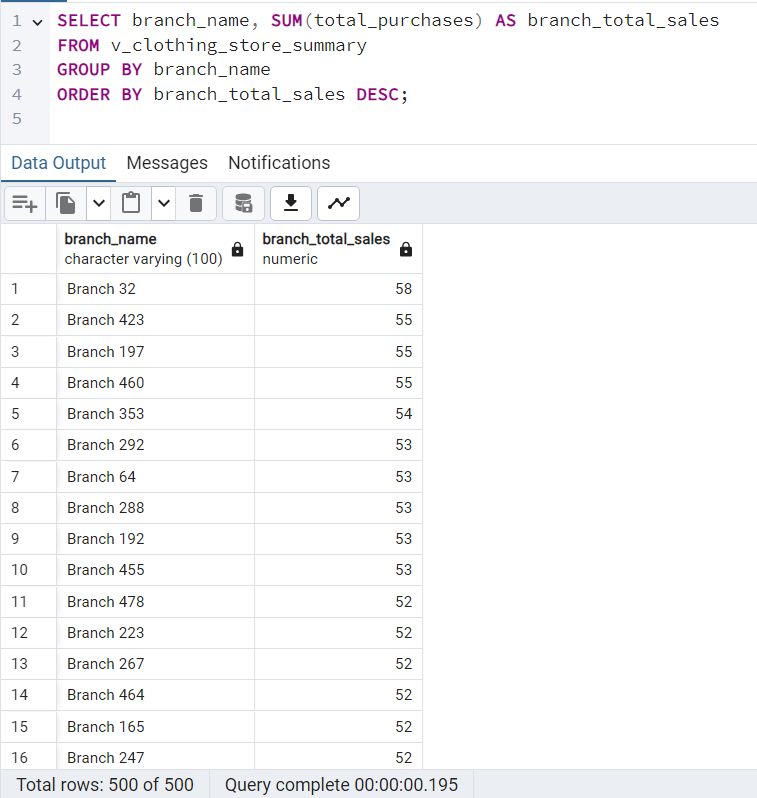 1 SELECT branch_name, SUM(total_purchases) AS branch_total_sales
2 FROM v_clothing_store_summary
3 GROUP BY branch_name
4 ORDER BY branch_total_sales DESC;
5
Data Output Messages Notifications
branch_name branch_total_sales
character varying (100) numeric
1 Branch 32 58
2 Branch 423 55
3 Branch 197 55
4 Branch 460 55
5 Branch 353 54
6 Branch 292 53
7 Branch 64 53
8 Branch 288 53
9 Branch 192 53
10 Branch 455 53
11 Branch 478 52
12 Branch 223 52
13 Branch 267 52
14 Branch 464 52
15 Branch 165 52
16 Branch 247 52
Total rows: 500 of 500 Query complete 00:00:00.195